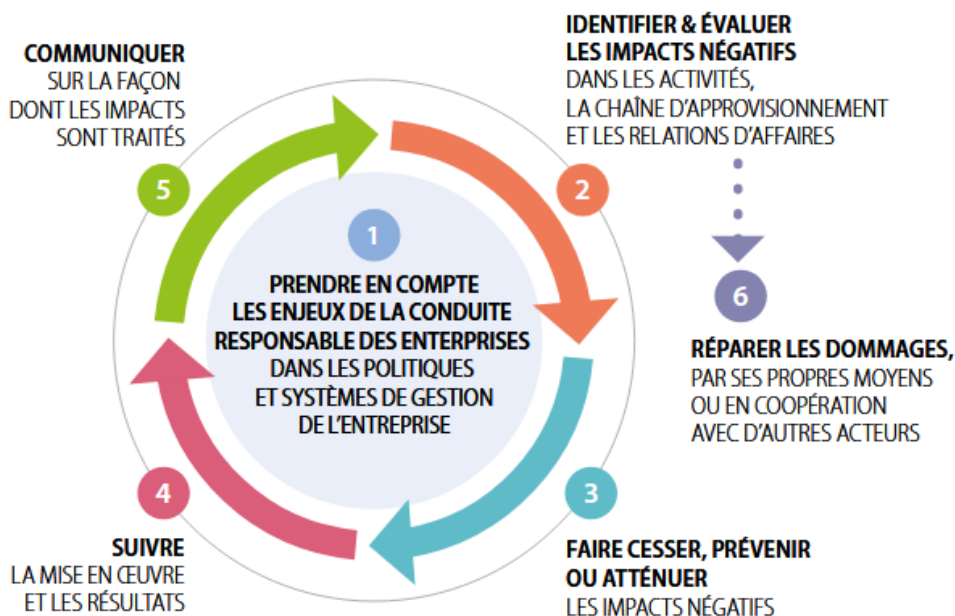 1
PRENDRE EN COMPTE
LES ENJEUX DE LA CONDUITE
RESPONSABLE DES ENTERPRISES
DANS LES POLITIQUES
ET SYSTÈMES DE GESTION
DE L'ENTREPRISE
2
IDENTIFIER & ÉVALUER
LES IMPACTS NÉGATIFS
DANS LES ACTIVITÉS,
LA CHAÎNE D'APPROVISIONNEMENT
ET LES RELATIONS D'AFFAIRES
3
FAIRE CESSER, PRÉVENIR
OU ATTÉNUER
LES IMPACTS NÉGATIFS
4
SUIVRE
LA MISE EN ŒUVRE
ET LES RÉSULTATS
5
COMMUNIQUER
SUR LA FAÇON
DONT LES IMPACTS
SONT TRAITÉS
6
RÉPARER LES DOMMAGES,
PAR SES PROPRES MOYENS
OU EN COOPÉRATION
AVEC D'AUTRES ACTEURS